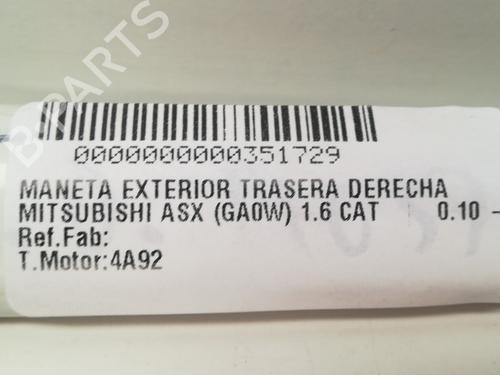 B-PARTS
0000000000351729
MANETA EXTERIOR TRASERA DERECHA
MITSUBISHI ASX (GA0W) 1.6 CAT 0.10 -
Ref.Fab:
T.Motor:4A92